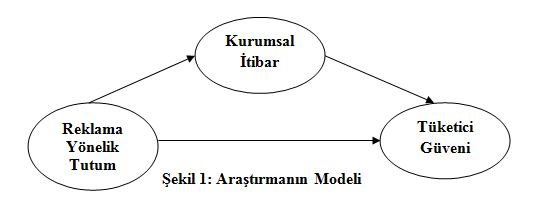 Kurumsal
İtibar
Reklama
Yönelik
Tutum
Tüketici
Güveni
Şekil 1: Araştırmanın Modeli